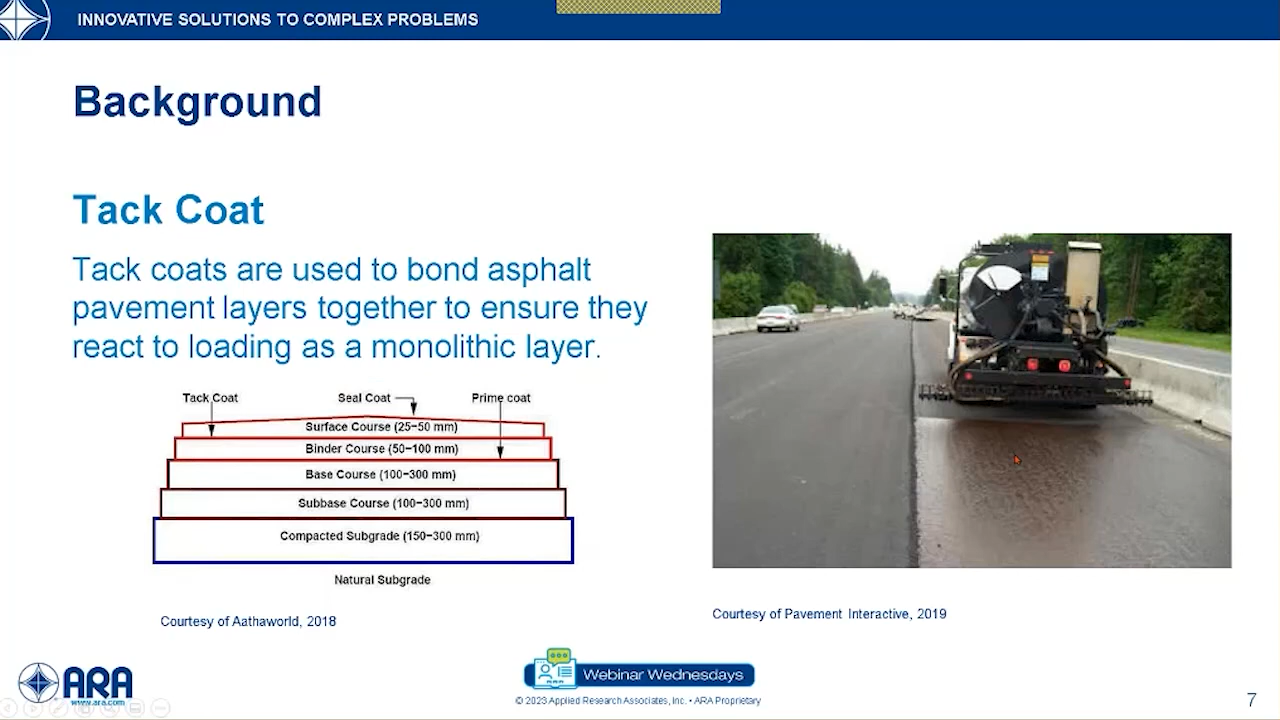 INNOVATIVE SOLUTIONS TO COMPLEX PROBLEMS
Background
Tack Coat
Tack coats are used to bond asphalt
pavement layers together to ensure they
react to loading as a monolithic layer.
Tack Coat
Seal Coat
Prime coat
Surface Course (25−50 mm)
Binder Course (50−100 mm)
Base Course (100−300 mm)
Subbase Course (100−300 mm)
Compacted Subgrade (150−300 mm)
Natural Subgrade
Courtesy of Aathaworld, 2018
Courtesy of Pavement Interactive, 2019
ARA
www.ara.com
Webinar Wednesdays
© 2023 Applied Research Associates, Inc. • ARA Proprietary
7